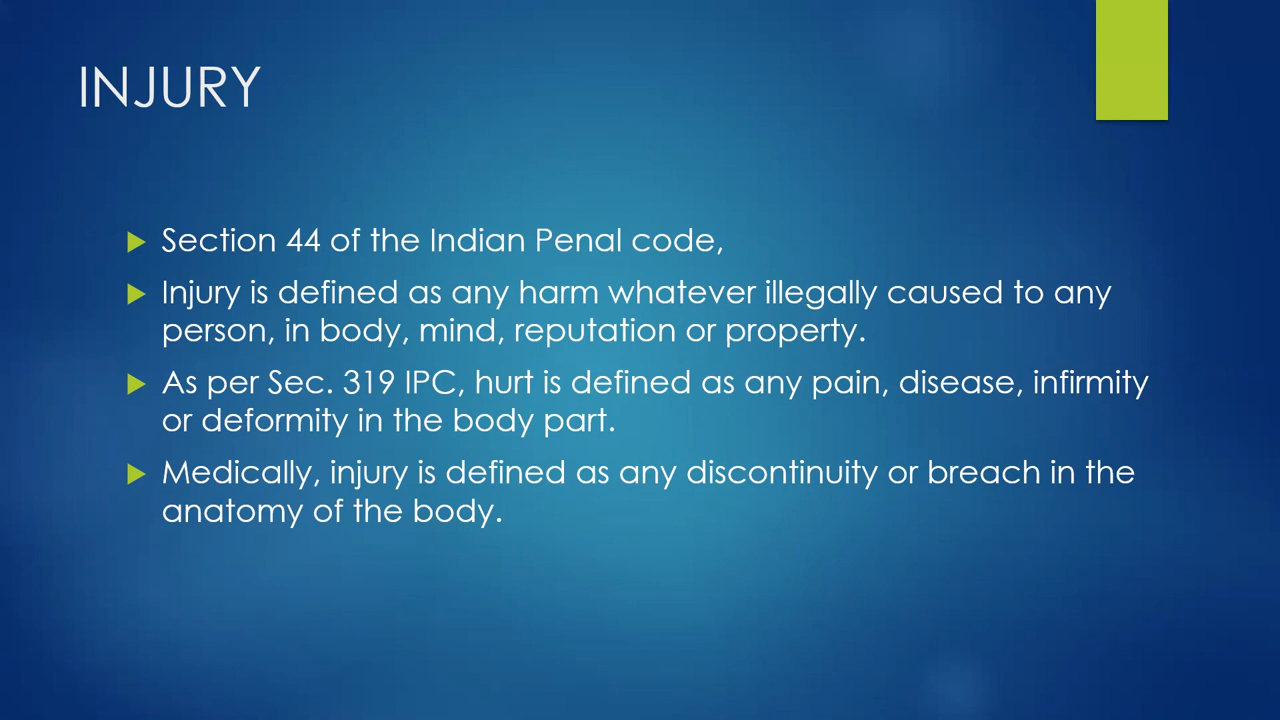 INJURY
Section 44 of the Indian Penal code,
Injury is defined as any harm whatever illegally caused to any
person, in body, mind, reputation or property.
As per Sec. 319 IPC, hurt is defined as any pain, disease, infirmity
or deformity in the body part.
Medically, injury is defined as any discontinuity or breach in the
anatomy of the body.